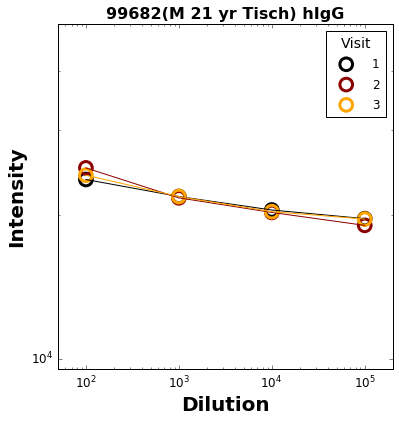 99682(M 21 yr Tisch) hIgG
Visit
1
2
3
Intensity
10^4
10^2 10^3 10^4 10^5
Dilution